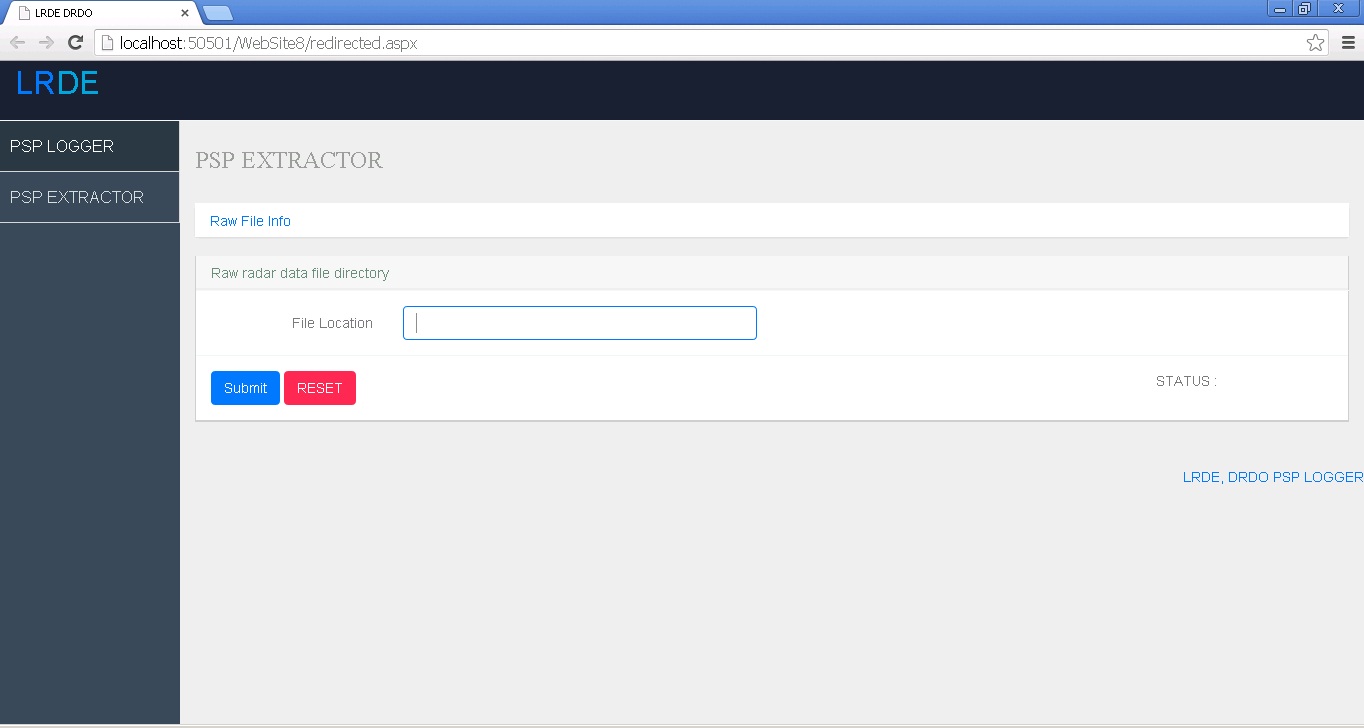 LRDE DRDO
localhost:50501/WebSite8/redirected.aspx
LRDE
PSP LOGGER
PSP EXTRACTOR
PSP EXTRACTOR
Raw File Info
Raw radar data file directory
File Location
Submit
RESET
STATUS :
LRDE, DRDO PSP LOGGER